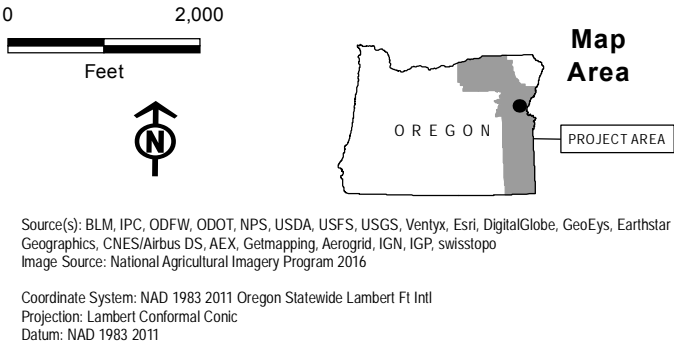 0 2,000
Feet
N
Map
Area
OREGON
PROJECT AREA
Source(s): BLM, IPC, ODFW, ODOT, NPS, USDA, USFS, USGS, Ventyx, Esri, DigitalGlobe, GeoEys, Earthstar
Geographics, CNES/Airbus DS, AEX, Getmapping, Aerogrid, IGN, IGP, swisstopo
Image Source: National Agricultural Imagery Program 2016
Coordinate System: NAD 1983 2011 Oregon Statewide Lambert Ft Intl
Projection: Lambert Conformal Conic
Datum: NAD 1983 2011